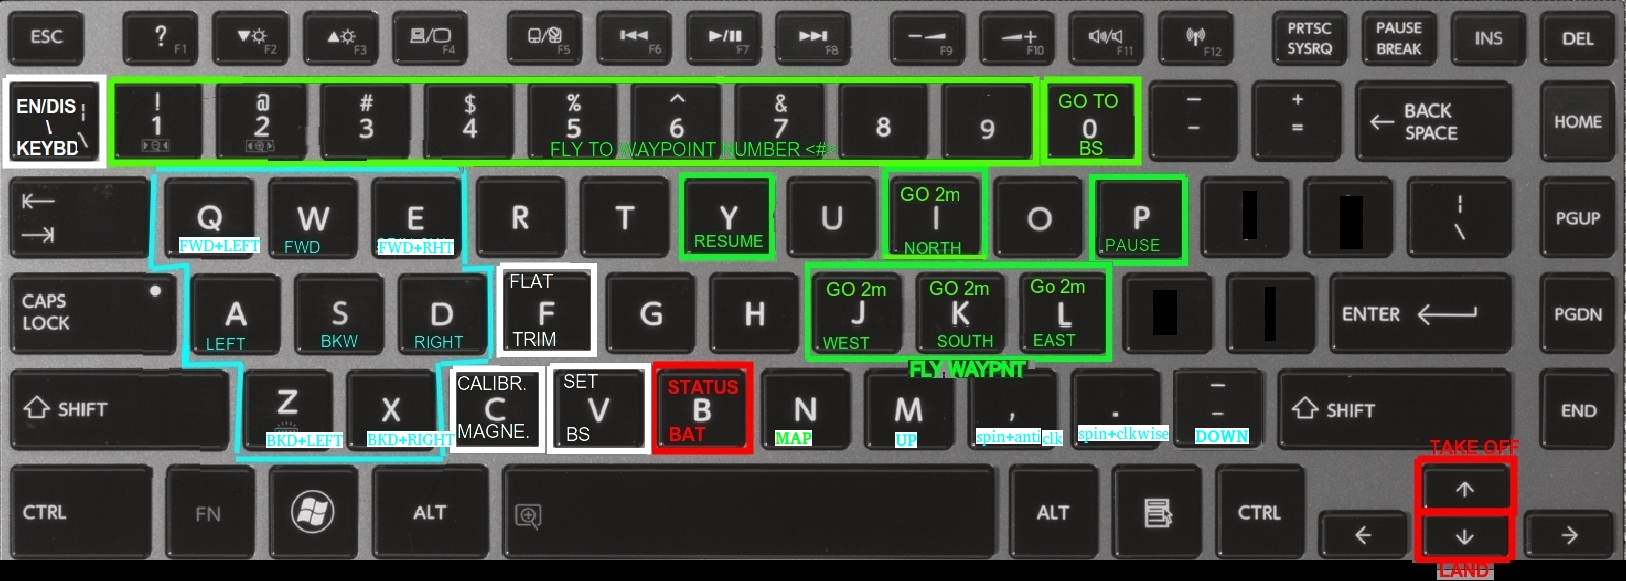 ESC ? F1 F2 F3 F4 F5 F6 F7 F8 F9 F10 F11 F12 PRTSC SYSRQ PAUSE BREAK INS DEL
EN/DIS \ KEYBD ¦ \
! 1 @ 2 # 3 $ 4 % 5 ^ 6 & 7 8 9
FLY TO WAYPOINT NUMBER <#>
GO TO 0 BS
– - + = ← BACK SPACE HOME
Q FWD+LEFT W FWD E FWD+RHT R T Y RESUME U GO 2m I NORTH O P PAUSE ¦ \ PGUP
CAPS LOCK A LEFT S BKW D RIGHT FLAT F TRIM G H GO 2m J WEST GO 2m K SOUTH Go 2m L EAST ENTER PGDN
FLY WAYPNT
SHIFT Z BKD+LEFT X BKD+RIGHT CALIBR. C MAGNE. SET V BS STATUS B BAT N MAP M UP , spin+anticlk . spin+clkwise – - DOWN SHIFT END
TAKE OFF
CTRL FN ALT ALT CTRL ↑ ← ↓ →
LAND